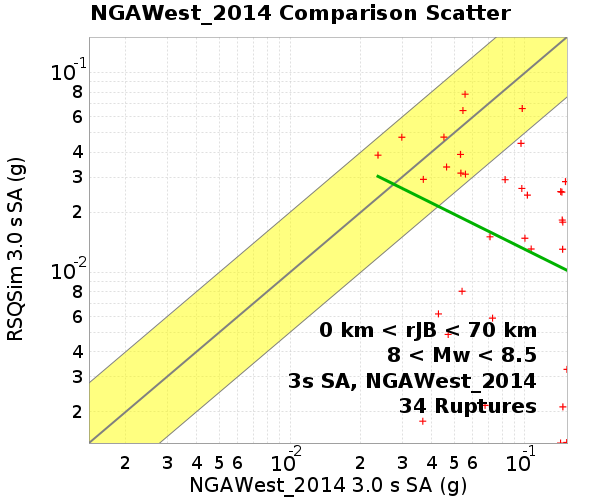 NGAWest_2014 Comparison Scatter
RSQSim 3.0 s SA (g)
10-1
8
6
4
3
2
10-2
8
6
4
3
2
0 km < rJB < 70 km
8 < Mw < 8.5
3s SA, NGAWest_2014
34 Ruptures
2 3 4 5 6 10-2 2 3 4 5 6 10-1
NGAWest_2014 3.0 s SA (g)